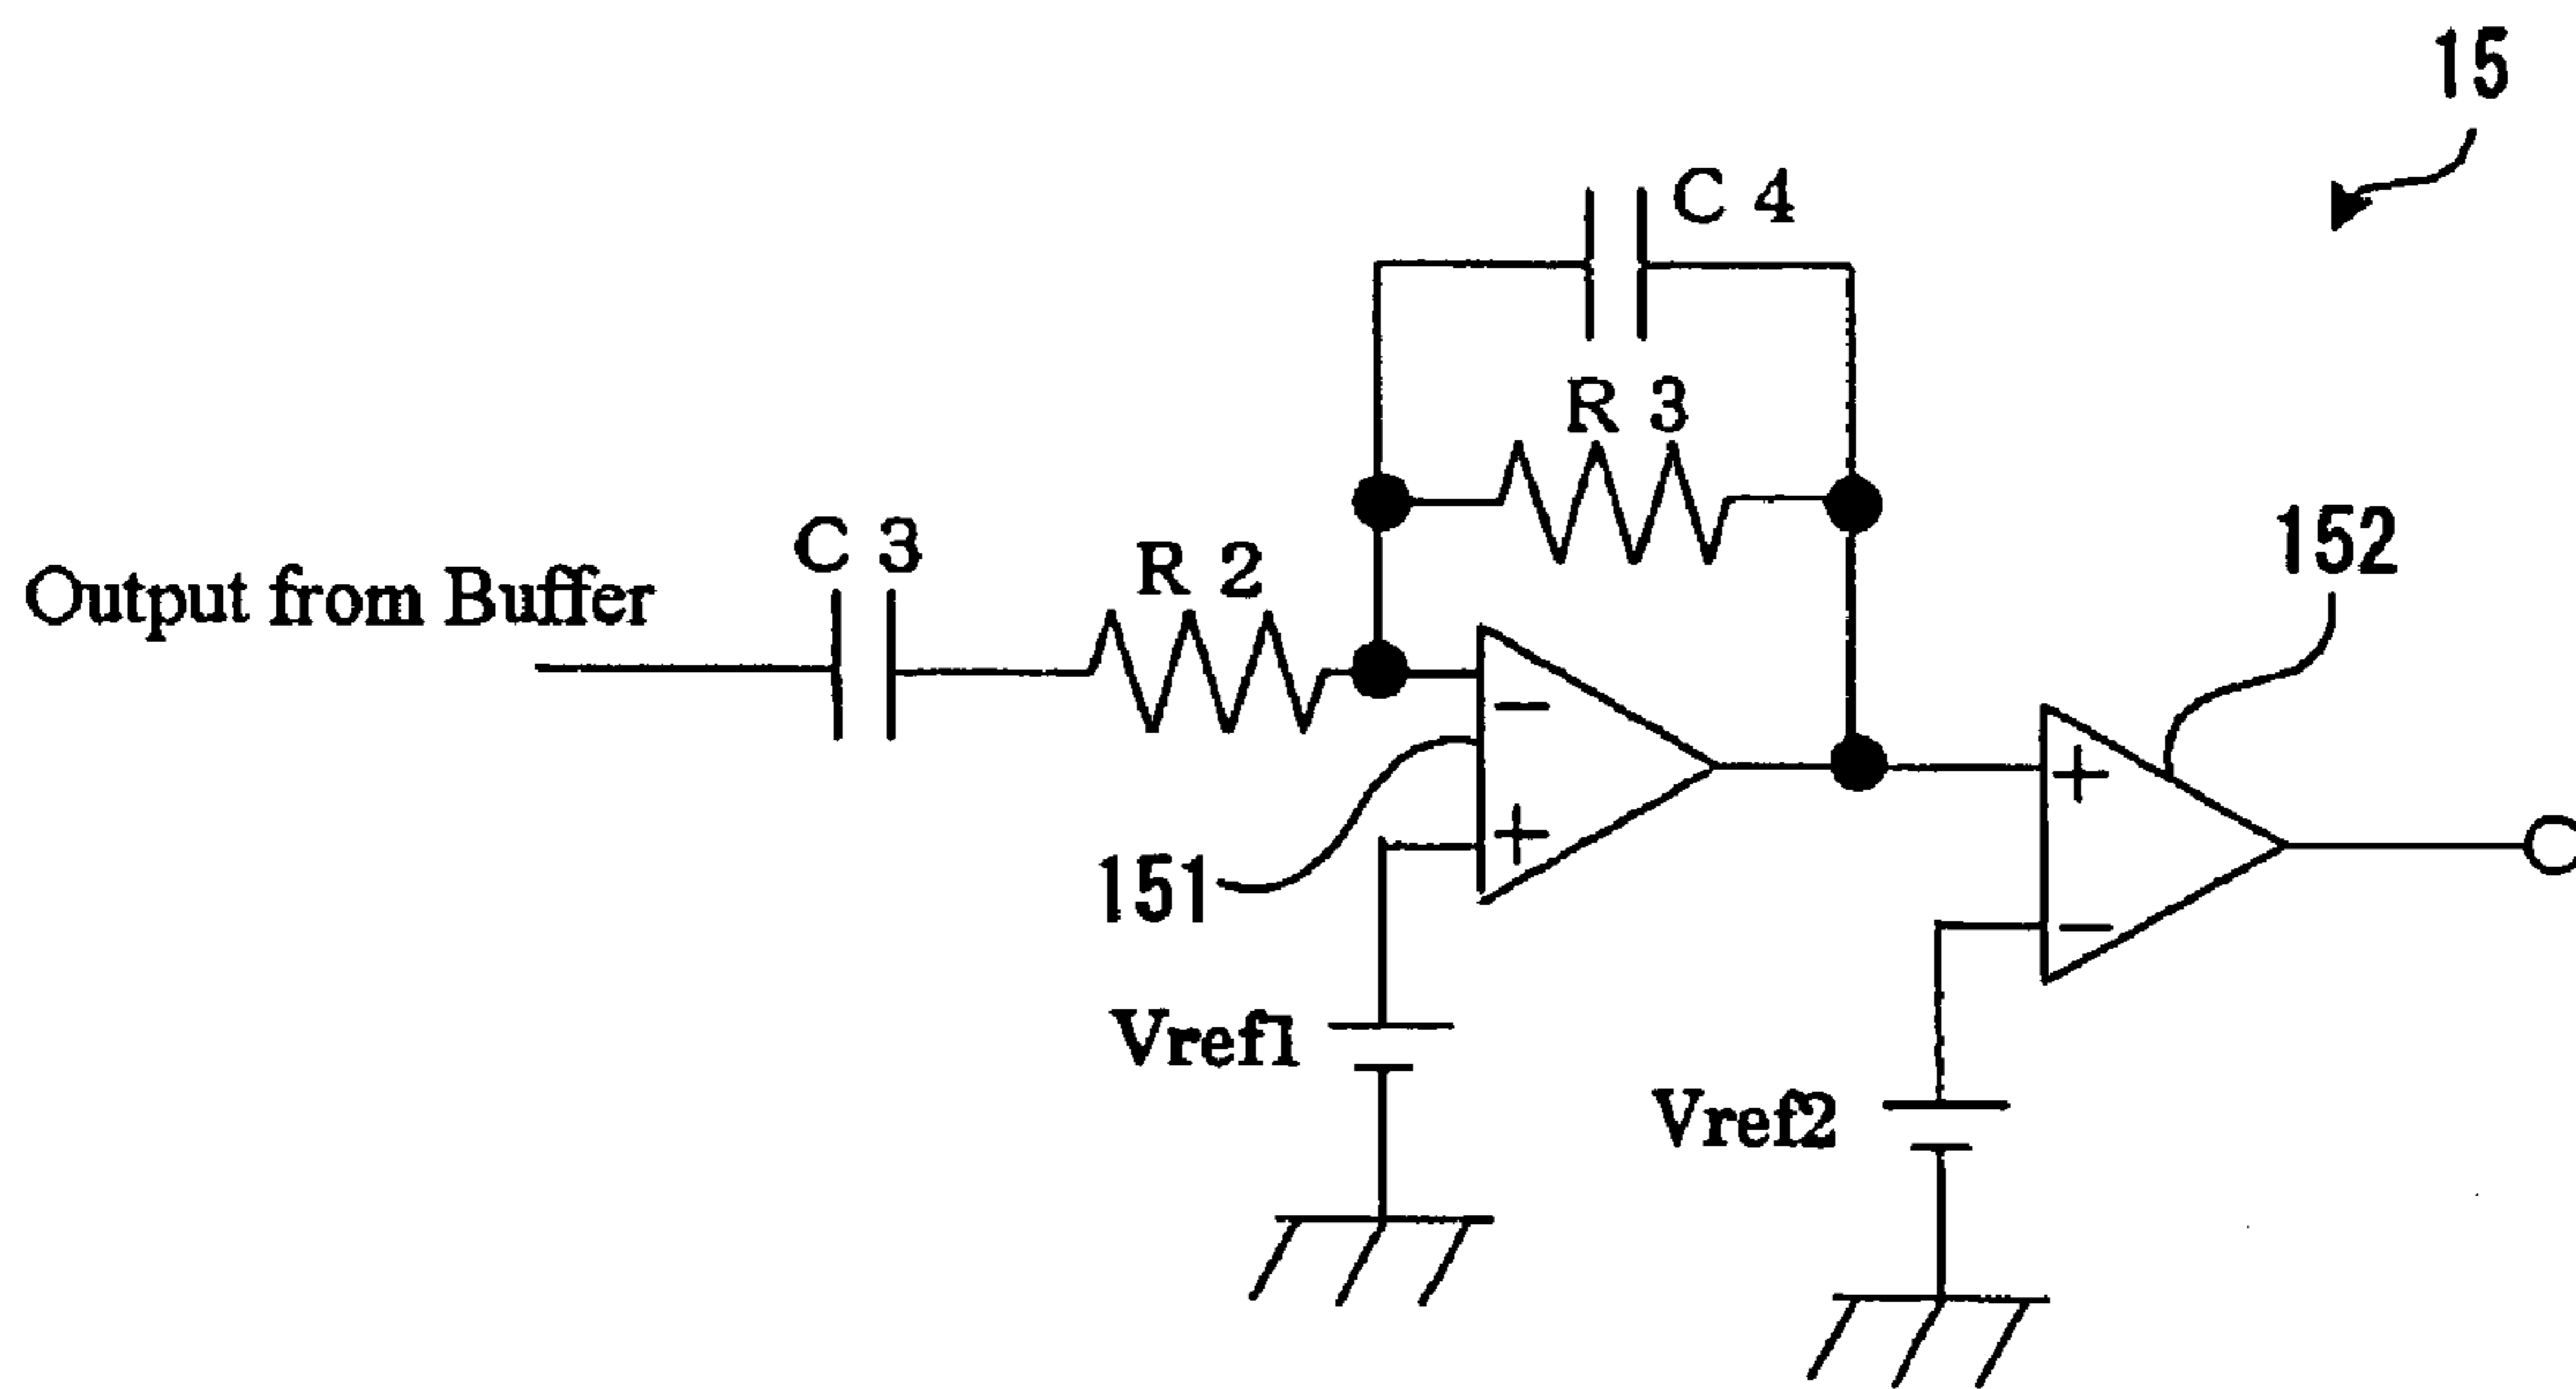 15
C 4
R 3
C 3
R 2
152
Output from Buffer
−
+
+
−
151
Vref1
Vref2